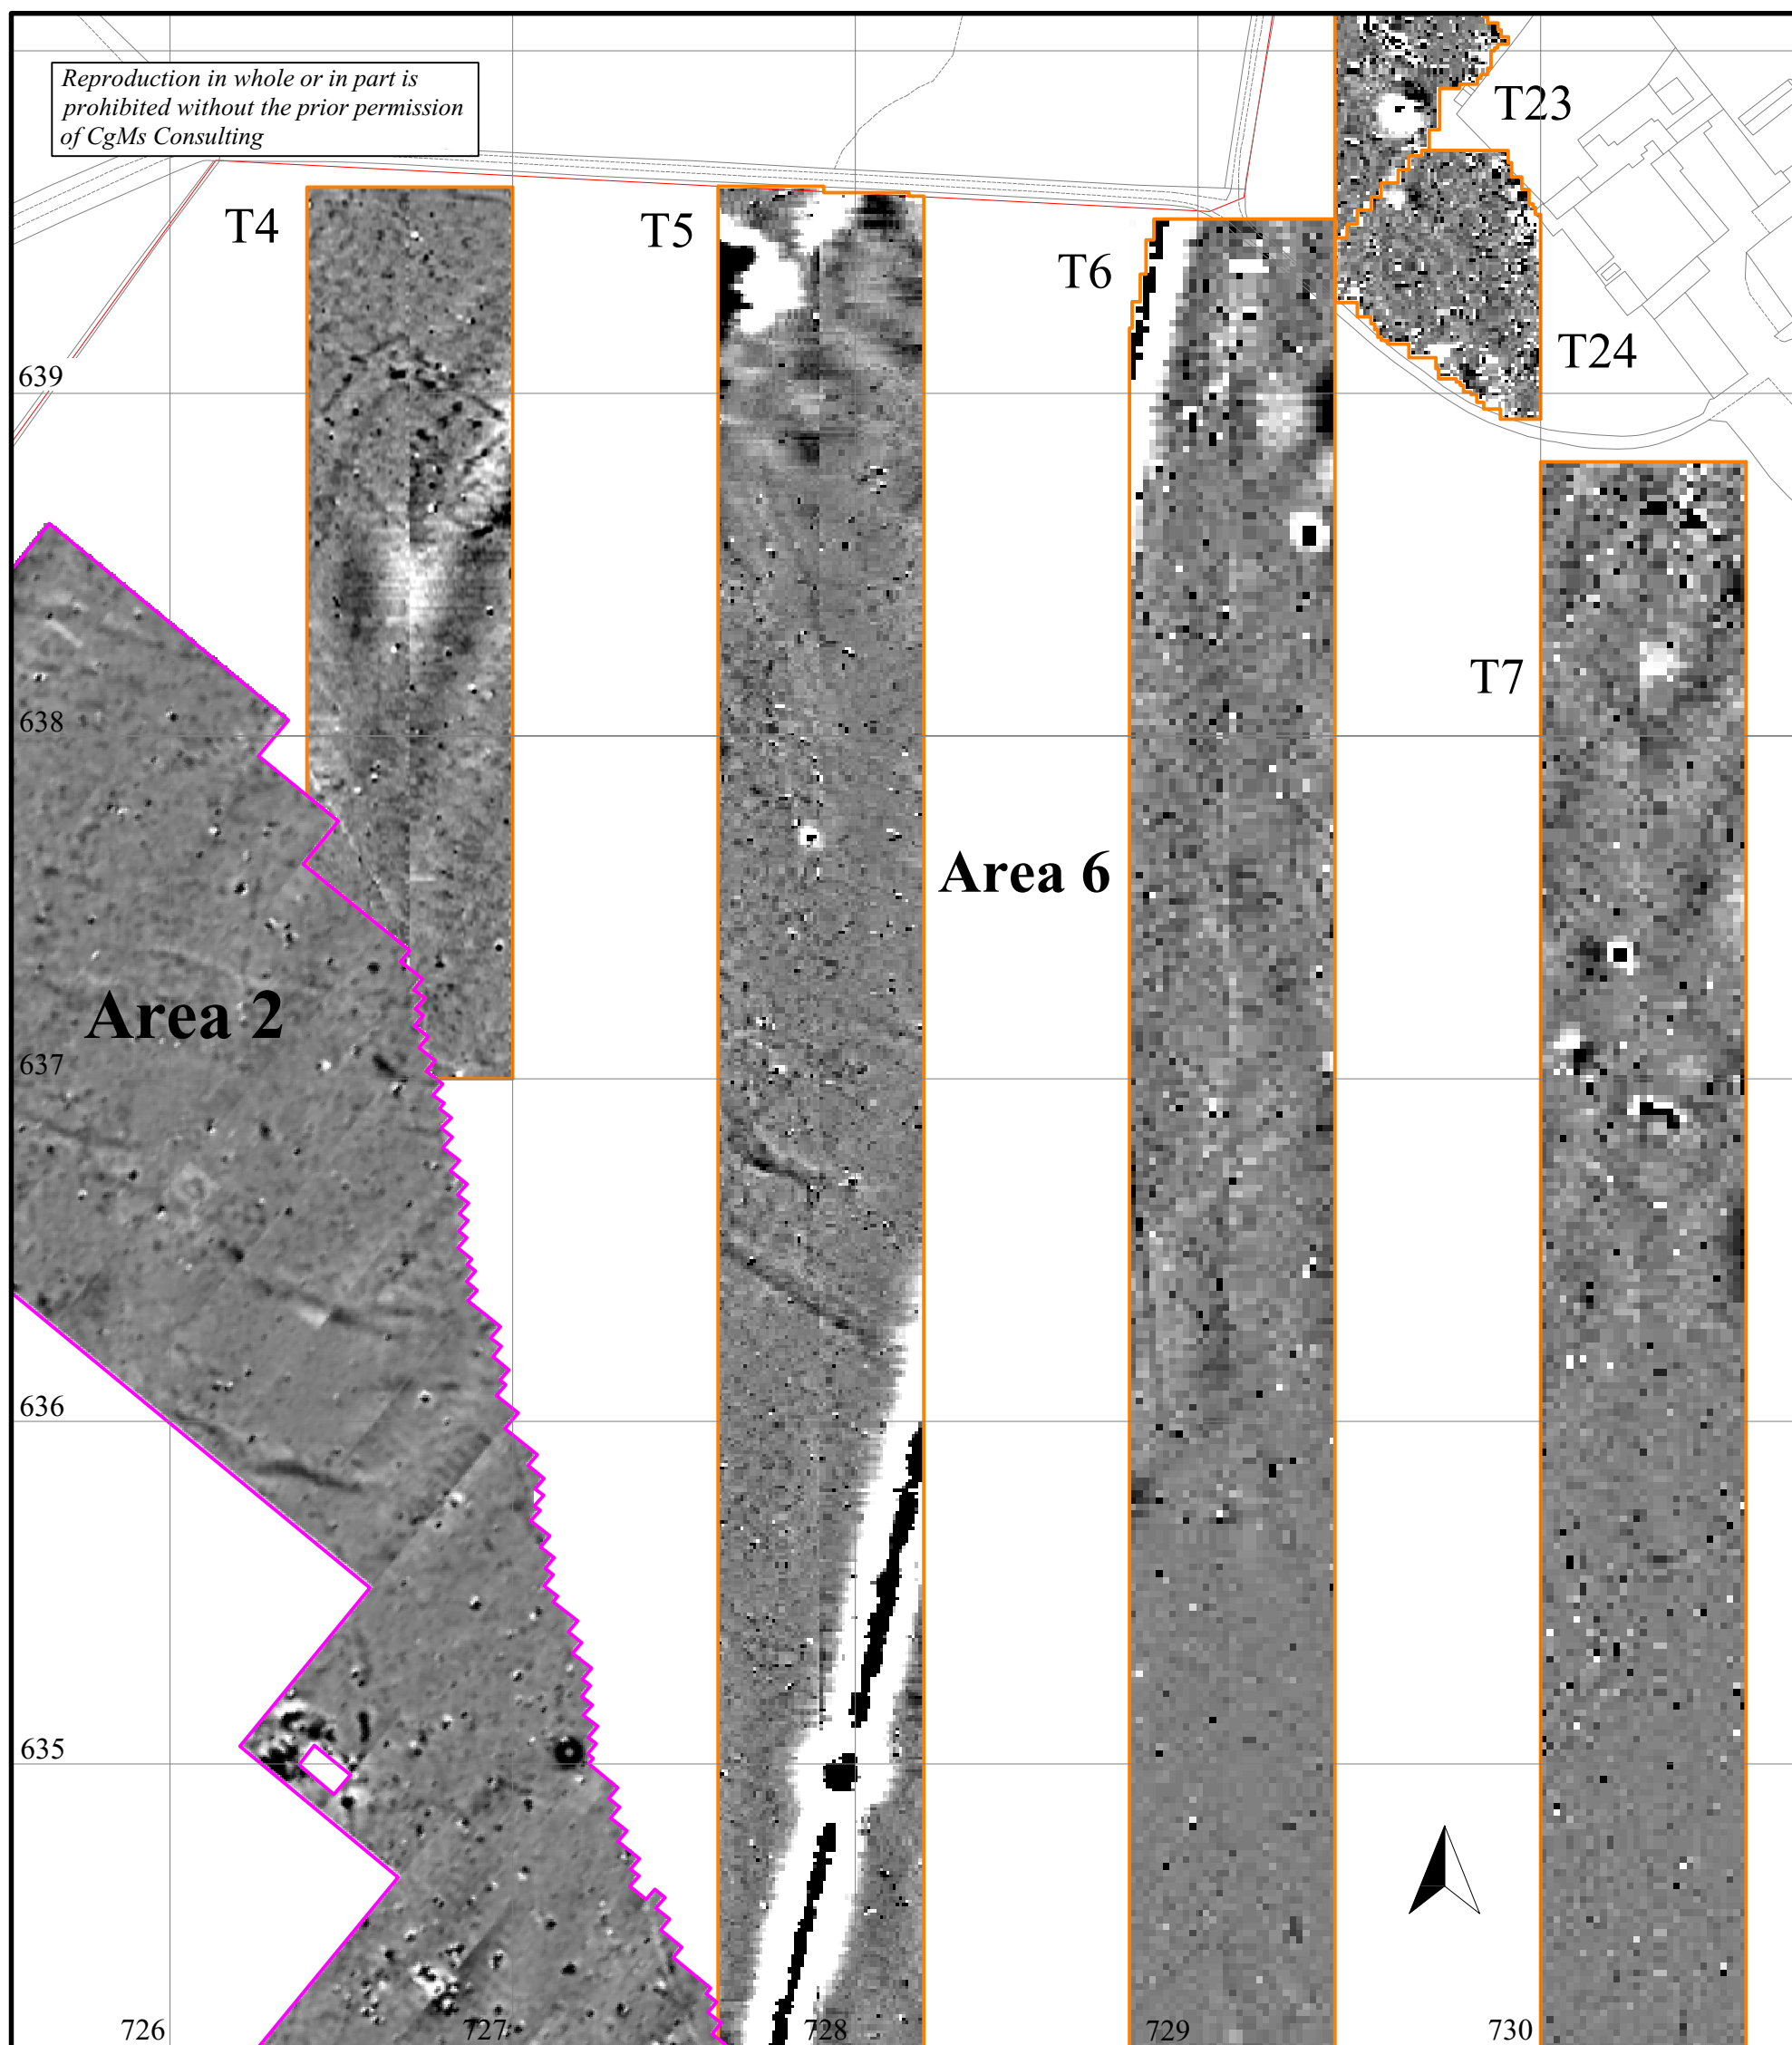 Reproduction in whole or in part is
prohibited without the prior permission
of CgMs Consulting
T23
T4
T5
T6
T24
639
T7
638
Area 6
Area 2
637
636
635
726
727
728
729
730